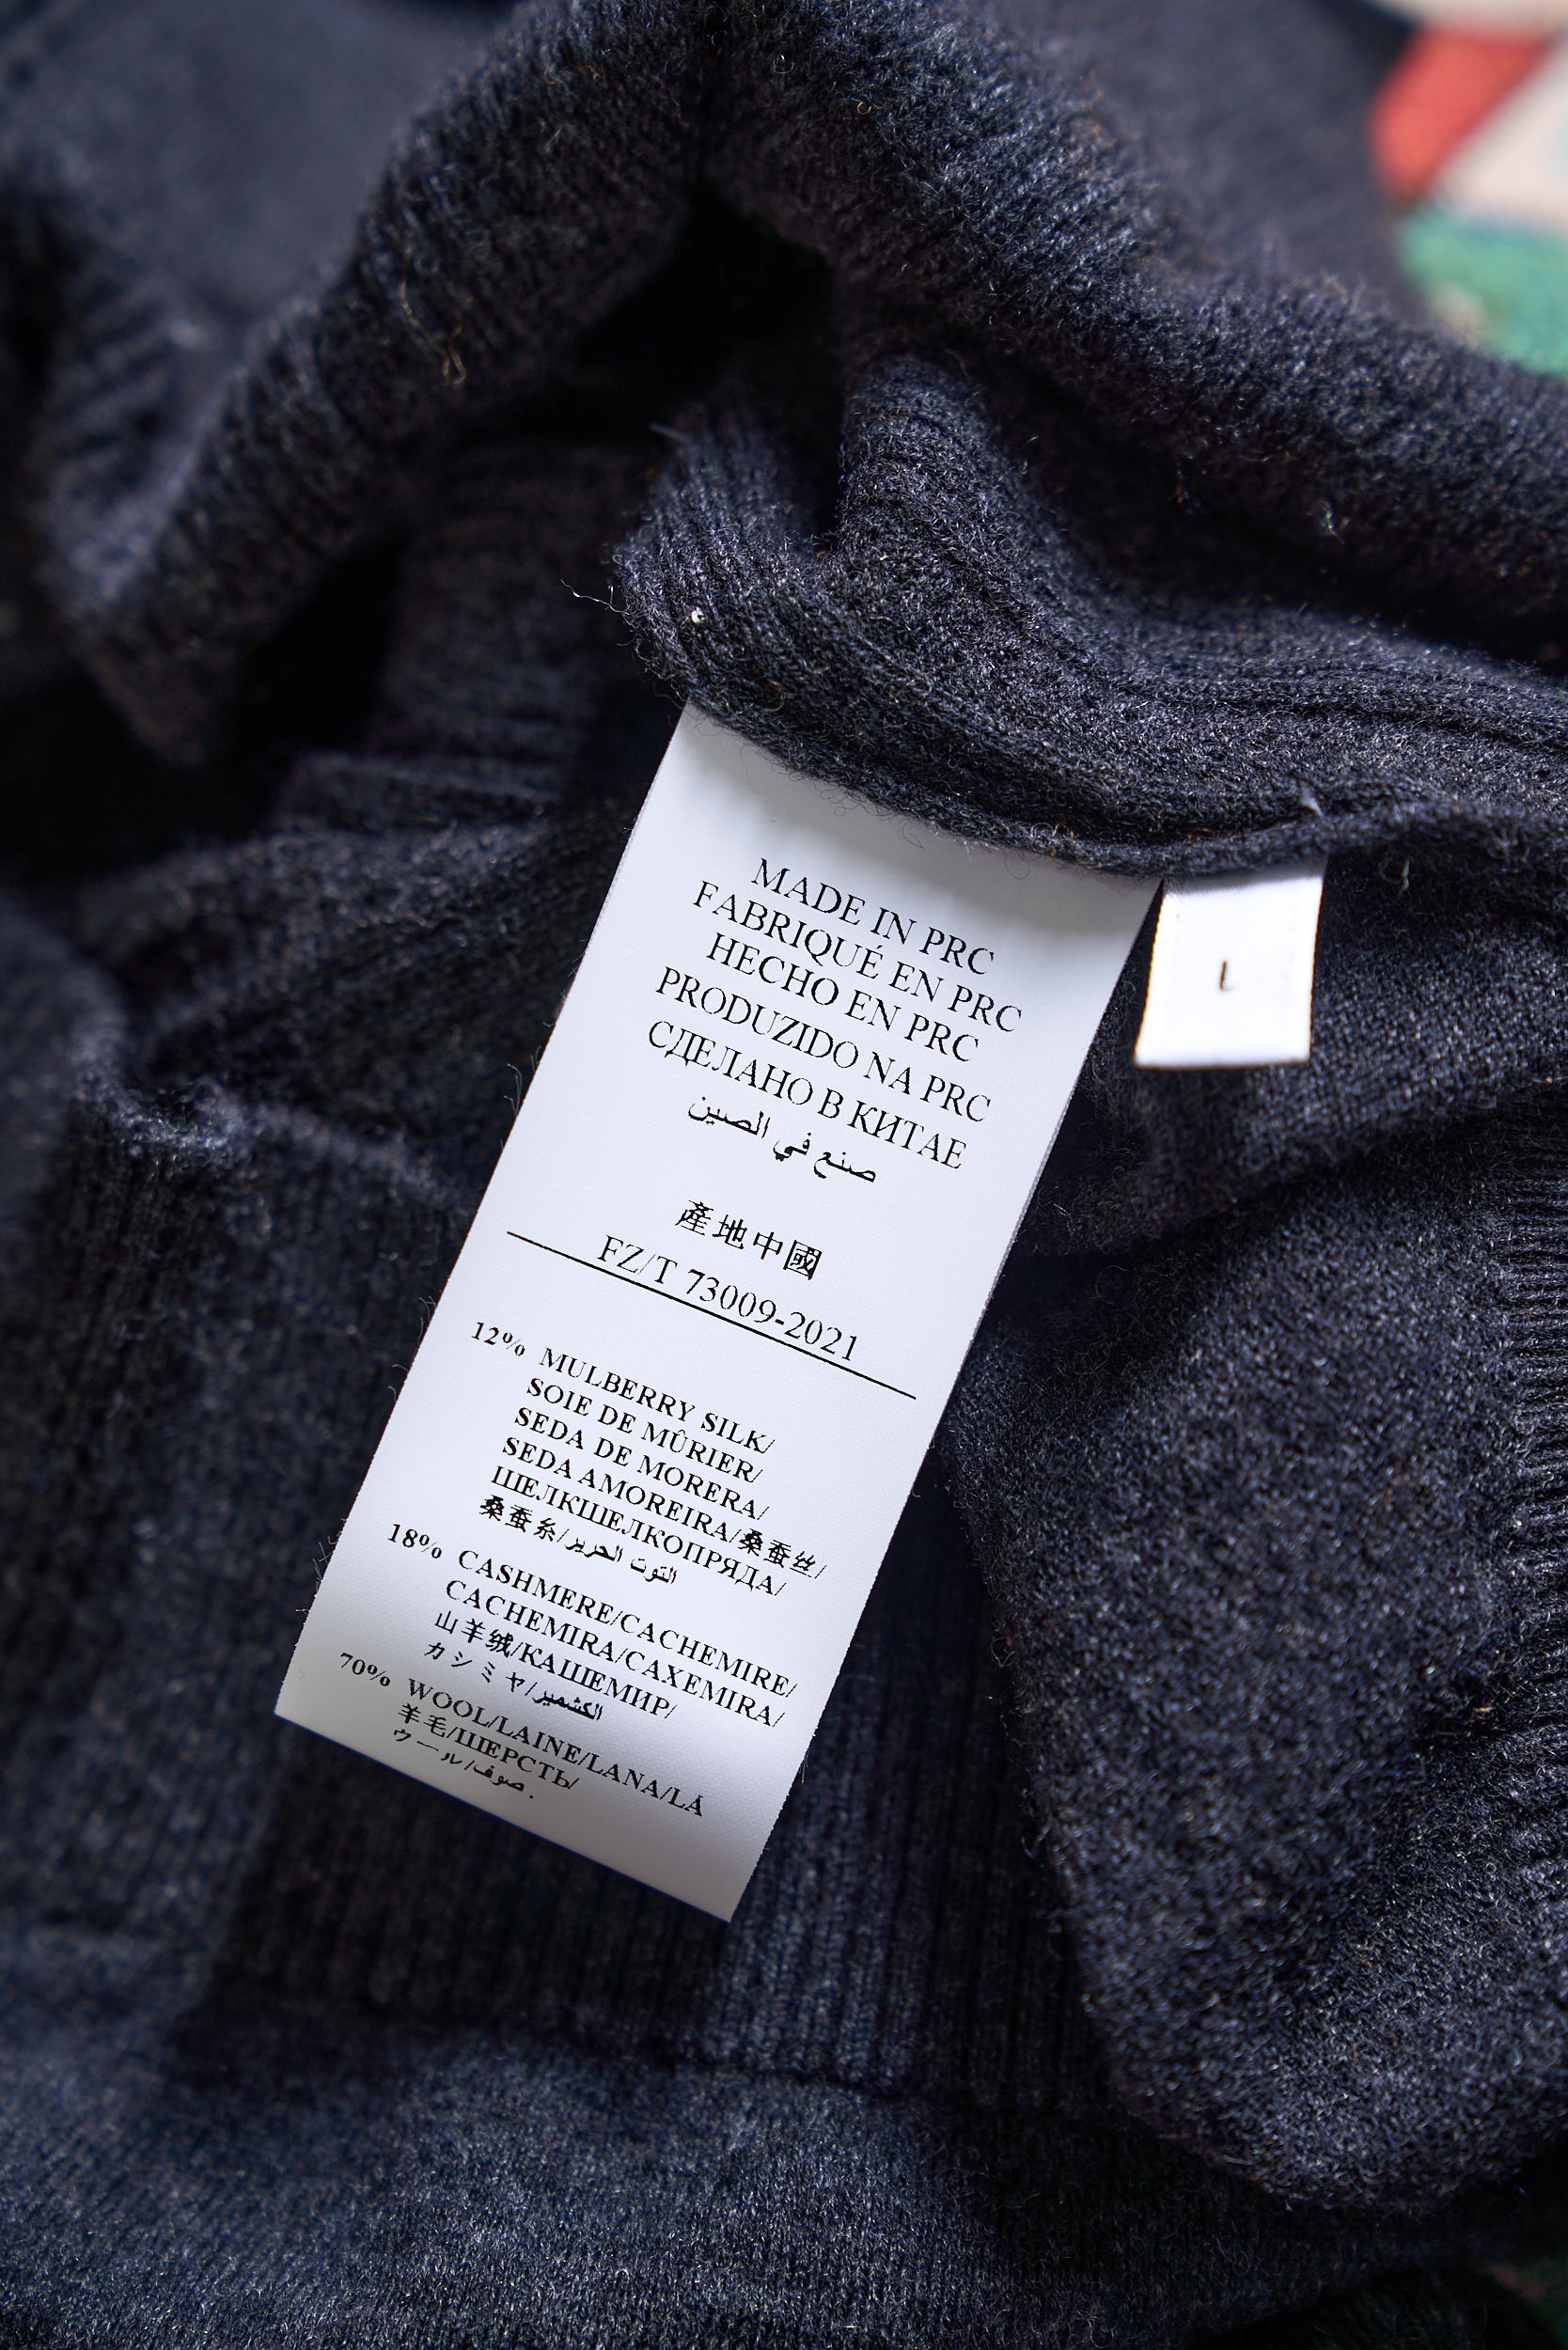 MADE IN PRC
FABRIQUÉ EN PRC
HECHO EN PRC
PRODUZIDO NA PRC
СДЕЛАНО В КИТАЕ
صنع في الصين
產地中國
FZ/T 73009-2021
12% MULBERRY SILK/
SOIE DE MÛRIER/
SEDA DE MORERA/
SEDA AMOREIRA/桑蚕丝/
ШЕЛКШЕЛКОПРЯДА/
桑蚕糸/التوت الحرير
18% CASHMERE/CACHEMIRE/
CACHEMIRA/CAXEMIRA/
山羊绒/КАШЕМИР/
カシミヤ/الكشمير
70% WOOL/LAINE/LANA/LÁ
羊毛/ШЕРСТЬ/
ウール/صوف.
L